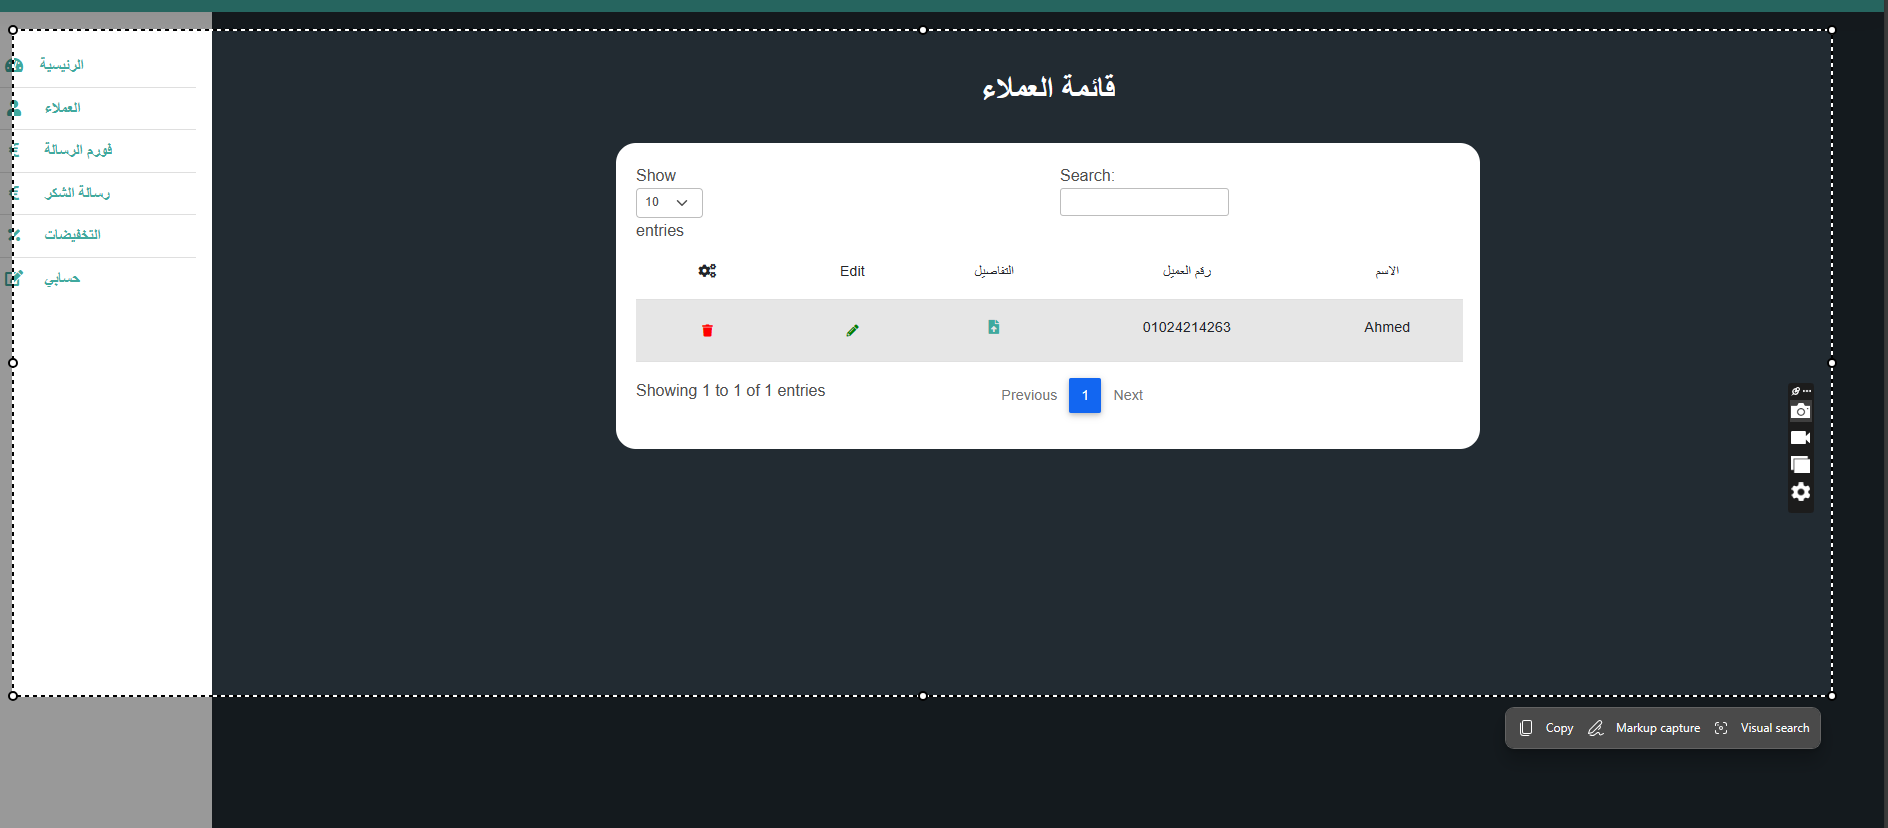 الرئيسية
العملاء
فورم الرسالة
رسالة الشكر
التخفيضات
حسابي
قائمة العملاء
Show
10
entries
Search:
Edit التفاصيل رقم العميل الاسم
01024214263 Ahmed
Showing 1 to 1 of 1 entries
Previous 1 Next
Copy Markup capture Visual search